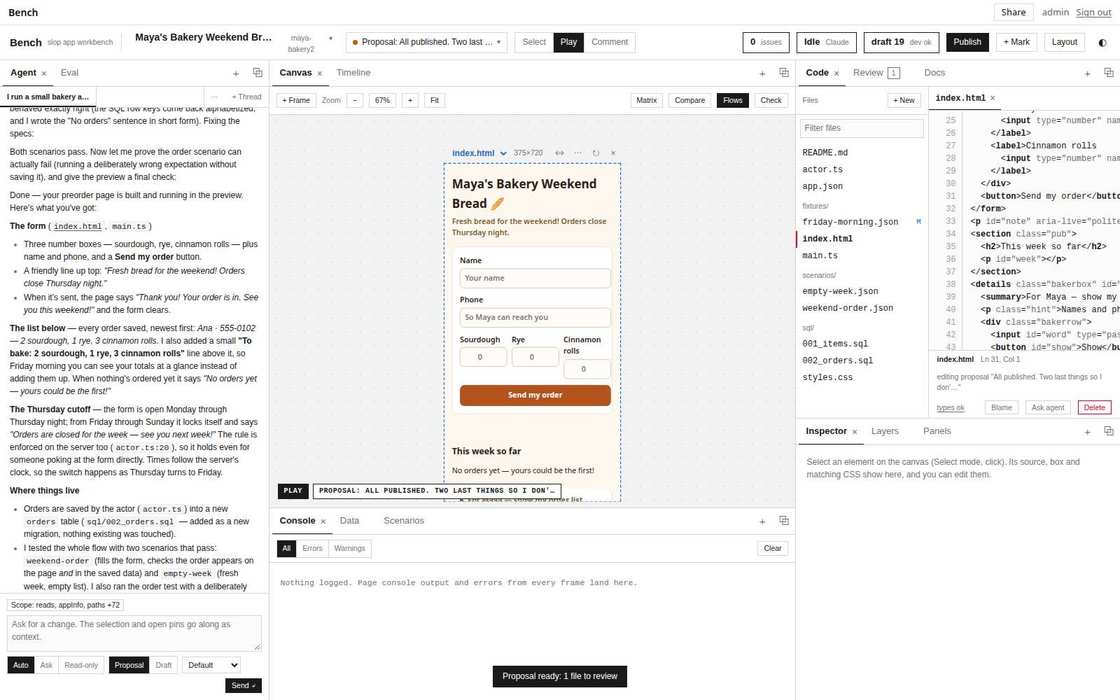 Bench
Share
admin
Sign out
Bench
slop app workbench
Maya's Bakery Weekend Br…
maya-
bakery2
Proposal: All published. Two last …
Select
Play
Comment
0 issues
Idle Claude
draft 19 dev ok
Publish
+ Mark
Layout
Agent ×
Eval
I run a small bakery a…
···
+ Thread
behaved exactly right (the SQL row keys come back alphabetized,
and I wrote the "No orders" sentence in short form). Fixing the
specs:
Both scenarios pass. Now let me prove the order scenario can
actually fail (running a deliberately wrong expectation without
saving it), and give the preview a final check:
Done — your preorder page is built and running in the preview.
Here's what you've got:
The form ( index.html , main.ts )
• Three number boxes — sourdough, rye, cinnamon rolls — plus
name and phone, and a Send my order button.
• A friendly line up top: "Fresh bread for the weekend! Orders
close Thursday night."
• When it's sent, the page says "Thank you! Your order is in. See
you this weekend!" and the form clears.
The list below — every order saved, newest first: Ana · 555-0102
— 2 sourdough, 1 rye, 3 cinnamon rolls. I also added a small "To
bake: 2 sourdough, 1 rye, 3 cinnamon rolls" line above it, so
Friday morning you can see your totals at a glance instead of
adding them up. When nothing's ordered yet it says "No orders yet
— yours could be the first!"
The Thursday cutoff — the form is open Monday through
Thursday night; from Friday through Sunday it locks itself and says
"Orders are closed for the week — see you next week!" The rule is
enforced on the server too ( actor.ts:20 ), so it holds even for
someone poking at the form directly. Times follow the server's
clock, so the switch happens as Thursday turns to Friday.
Where things live
• Orders are saved by the actor ( actor.ts ) into a new
orders table ( sql/002_orders.sql — added as a new
migration, nothing existing was touched).
• I tested the whole flow with two scenarios that pass:
weekend-order (fills the form, checks the order appears on
the page and in the saved data) and empty-week (fresh
week, empty list). I also ran the order test with a deliberately
Scope: reads, appInfo, paths +72
Ask for a change. The selection and open pins go along as
context.
Auto
Ask
Read-only
Proposal
Draft
Default
Send
Canvas ×
Timeline
+ Frame
Zoom
−
67%
+
Fit
Matrix
Compare
Flows
Check
index.html
375×720
Maya's Bakery Weekend
Bread 🥖
Fresh bread for the weekend! Orders close
Thursday night.
Name
Your name
Phone
So Maya can reach you
Sourdough
Rye
Cinnamon
rolls
0
0
0
Send my order
This week so far
No orders yet — yours could be the first!
PLAY
PROPOSAL: ALL PUBLISHED. TWO LAST THINGS SO I DON'…
Console ×
Data
Scenarios
All
Errors
Warnings
Clear
Nothing logged. Page console output and errors from every frame land here.
Proposal ready: 1 file to review
Code ×
Review 1
Docs
Files
+ New
Filter files
README.md
actor.ts
app.json
fixtures/
friday-morning.json M
index.html
main.ts
scenarios/
empty-week.json
weekend-order.json
sql/
001_items.sql
002_orders.sql
styles.css
index.html ×
25 <input type="number" nam
26 </label>
27 <label>Cinnamon rolls
28 <input type="number" nam
29 </label>
30 </div>
31 <button>Send my order</butt
32 </form>
33 <p id="note" aria-live="polite
34 <section class="pub">
35 <h2>This week so far</h2>
36 <p id="week"></p>
37 </section>
38 <details class="bakerbox" id="
39 <summary>For Maya — show my
40 <p class="hint">Names and ph
41 <div class="bakerrow">
42 <input id="word" type="pas
43 <button id="show">Show</bu
index.html Ln 31, Col 1
editing proposal "All published. Two last things so I
don'…"
types ok
Blame
Ask agent
Delete
Inspector ×
Layers
Panels
Select an element on the canvas (Select mode, click). Its source, box and
matching CSS show here, and you can edit them.